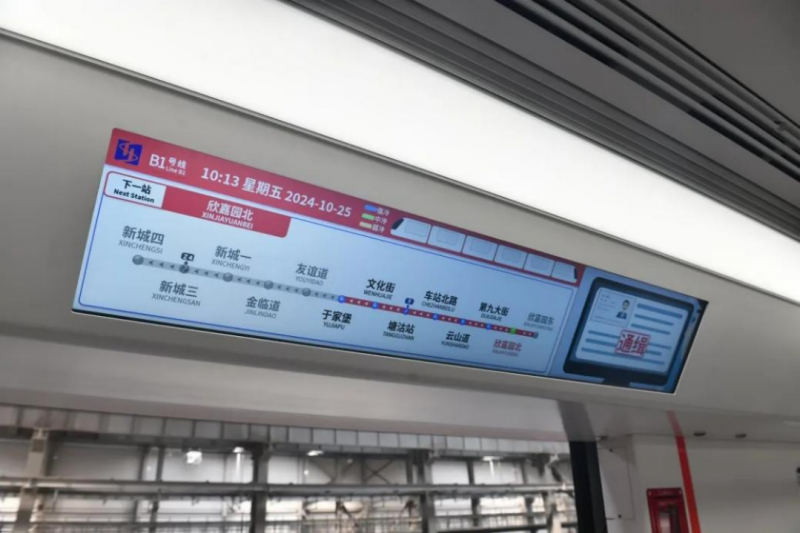 B1号线
Line B1
10:13 星期五 2024-10-25
下一站
Next Station
欣嘉园北
XINJIAYUANBEI
新城四
XINCHENGSI
新城三
XINCHENGSAN
新城一
XINCHENGYI
金临道
JINLINDAO
友谊道
YOUYIDAO
于家堡
YUJIAPU
文化街
WENHUAJIE
塘沽站
TANGGUZHAN
车站北路
CHEZHANBEILU
云山道
YUNSHANDAO
第九大街
DIJIUDAJIE
欣嘉园北
欣嘉园东
通缉